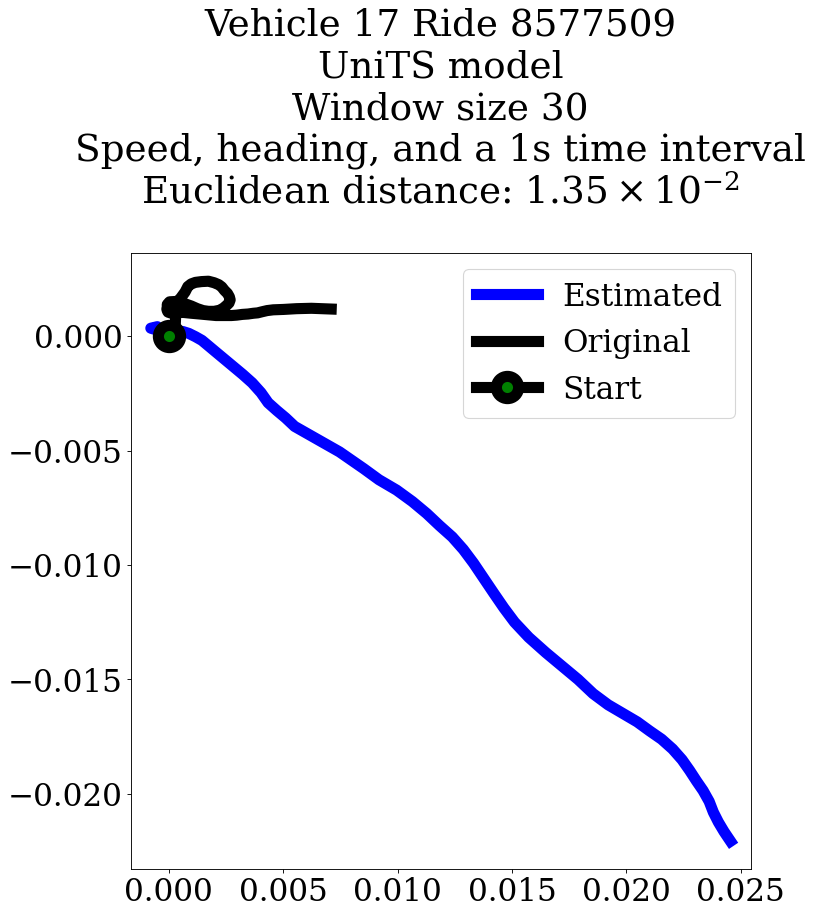 Vehicle 17 Ride 8577509
UniTS model
Window size 30
Speed, heading, and a 1s time interval
Euclidean distance: 1.35 × 10⁻²
Estimated
Original
Start
0.000
−0.005
−0.010
−0.015
−0.020
0.000 0.005 0.010 0.015 0.020 0.025